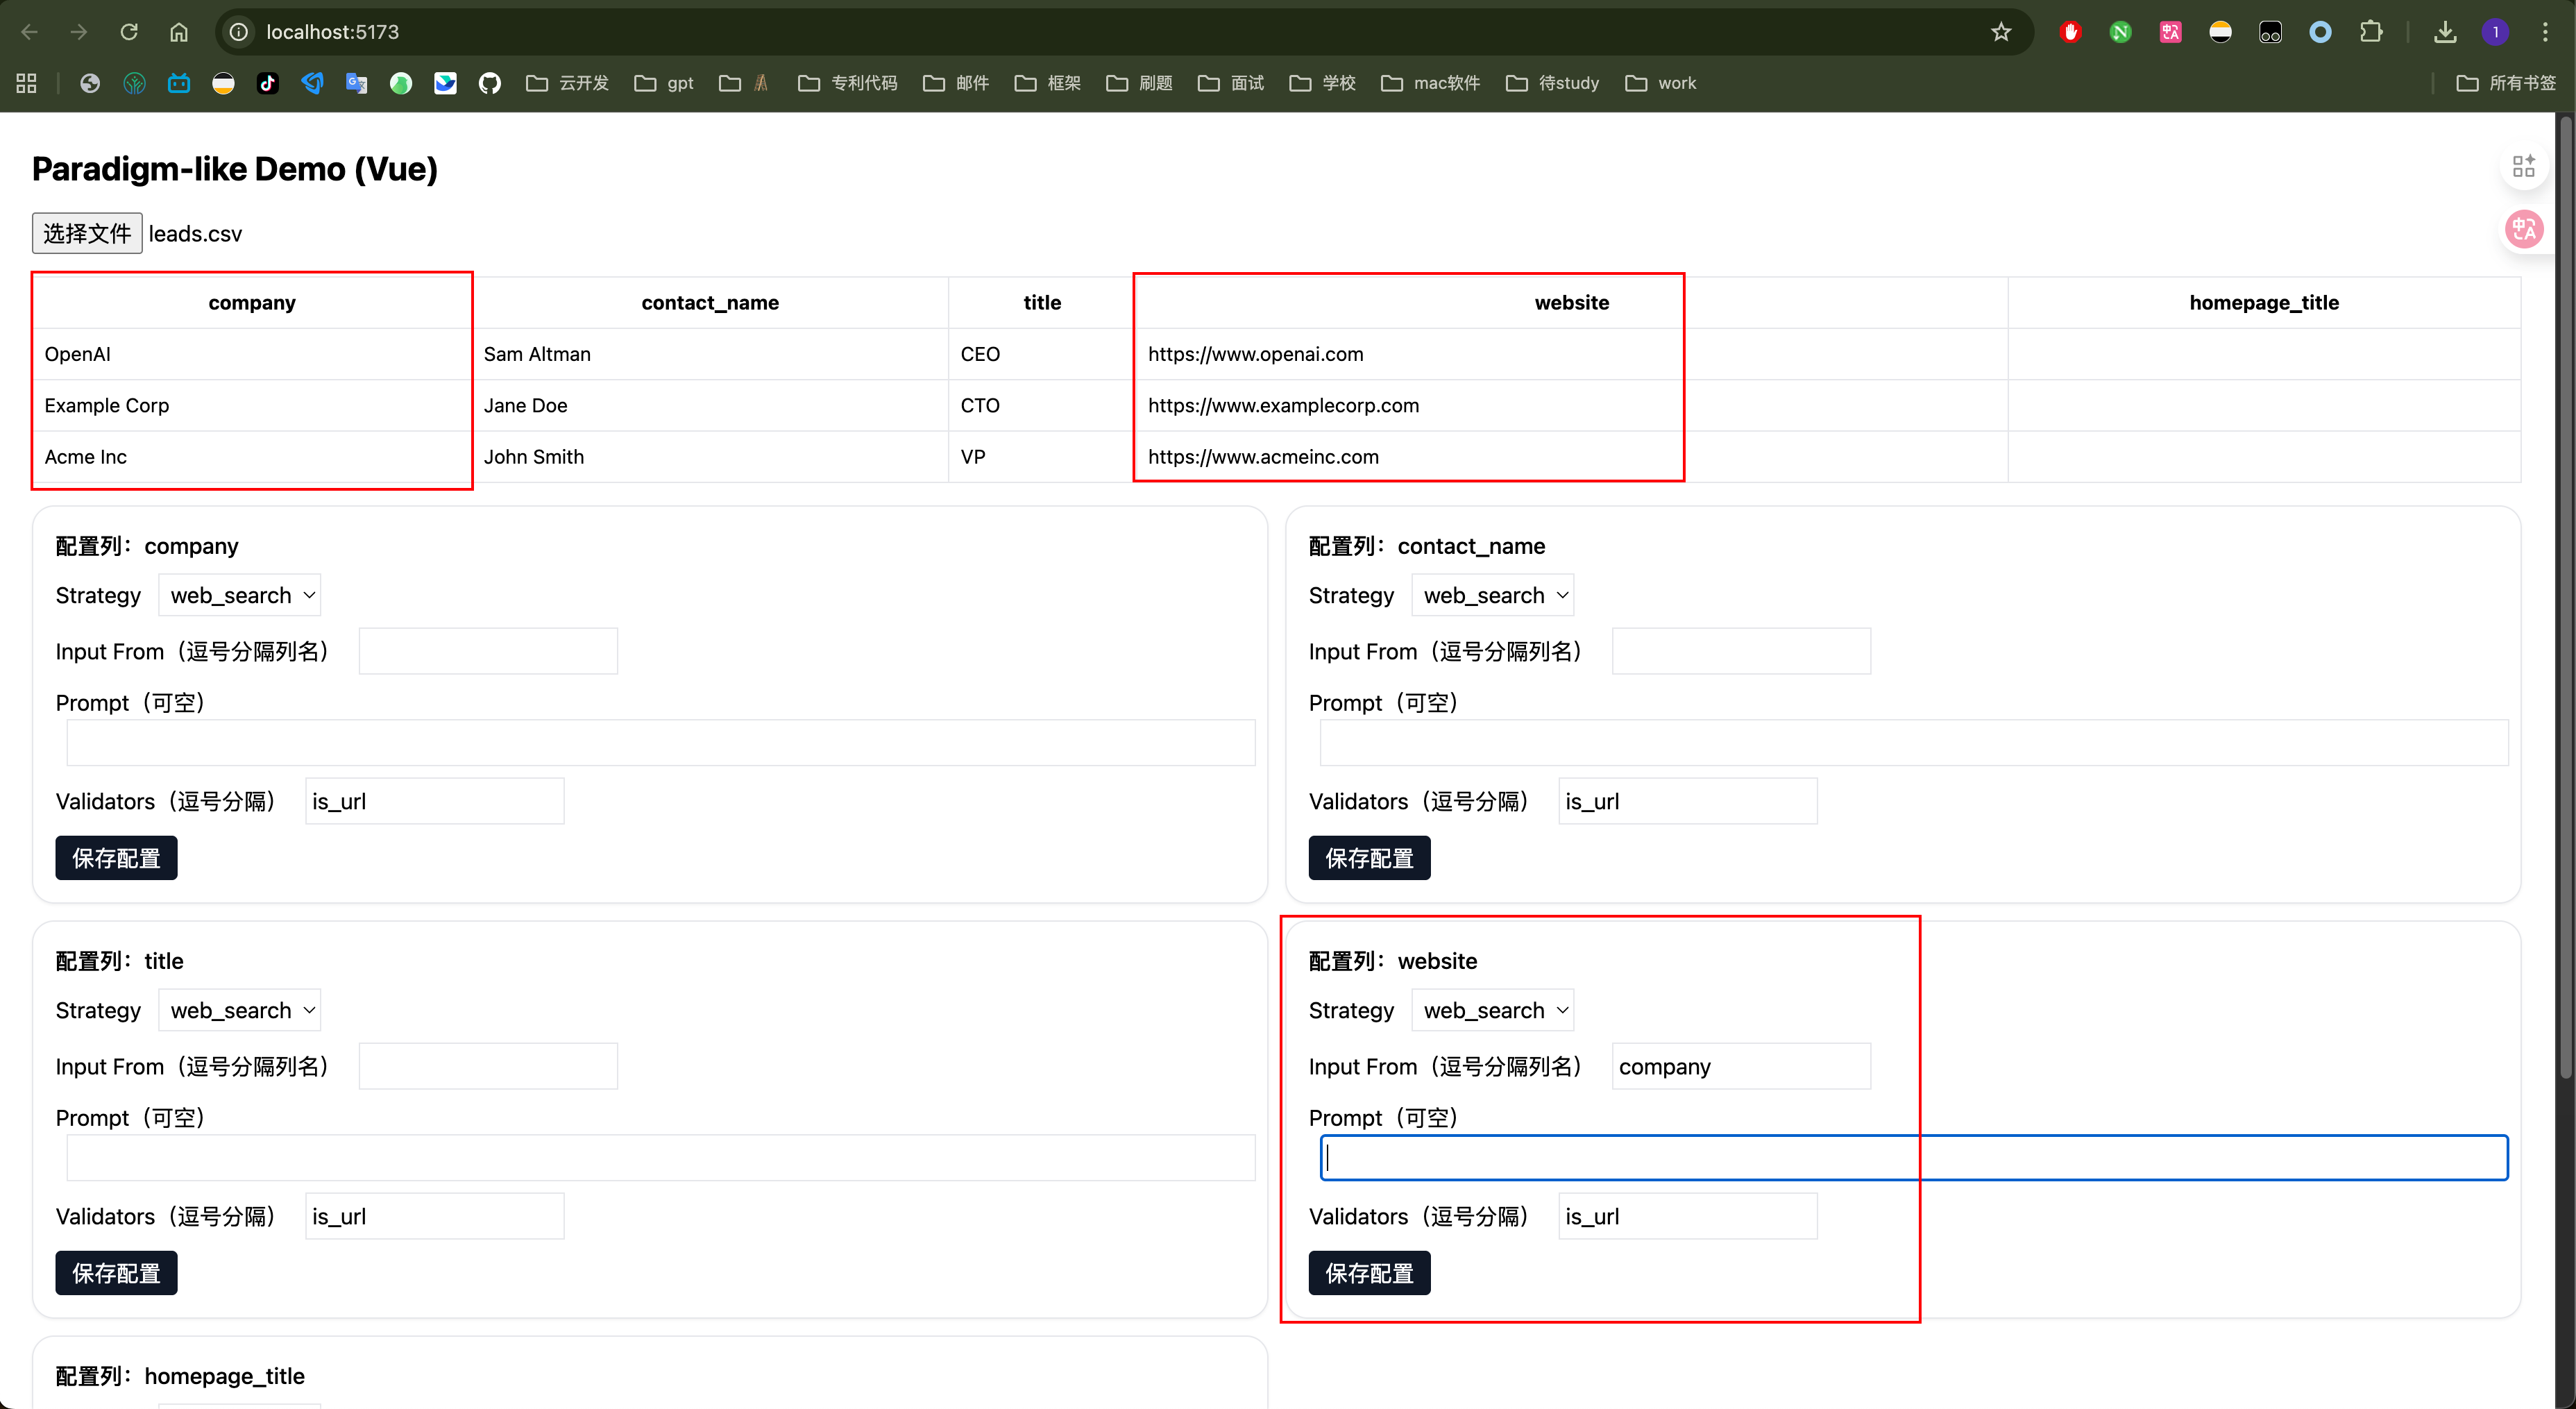 localhost:5173
1
云开发
gpt
专利代码
邮件
框架
刷题
面试
学校
mac软件
待study
work
所有书签
Paradigm-like Demo (Vue)
选择文件 leads.csv
company contact_name title website homepage_title
OpenAI Sam Altman CEO https://www.openai.com
Example Corp Jane Doe CTO https://www.examplecorp.com
Acme Inc John Smith VP https://www.acmeinc.com
配置列：company
Strategy web_search
Input From（逗号分隔列名）
Prompt（可空）
Validators（逗号分隔） is_url
保存配置
配置列：contact_name
Strategy web_search
Input From（逗号分隔列名）
Prompt（可空）
Validators（逗号分隔） is_url
保存配置
配置列：title
Strategy web_search
Input From（逗号分隔列名）
Prompt（可空）
Validators（逗号分隔） is_url
保存配置
配置列：website
Strategy web_search
Input From（逗号分隔列名） company
Prompt（可空）
Validators（逗号分隔） is_url
保存配置
配置列：homepage_title